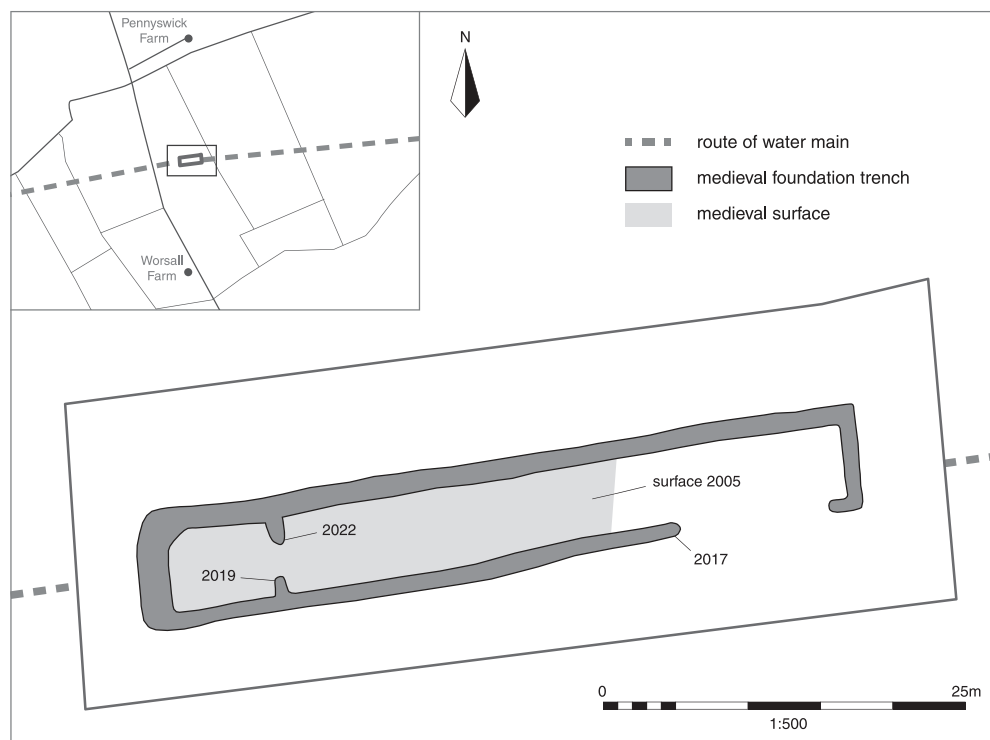 Pennyswick
Farm
Worsall
Farm
N
route of water main
medieval foundation trench
medieval surface
surface 2005
2022
2019
2017
0 25m
1:500